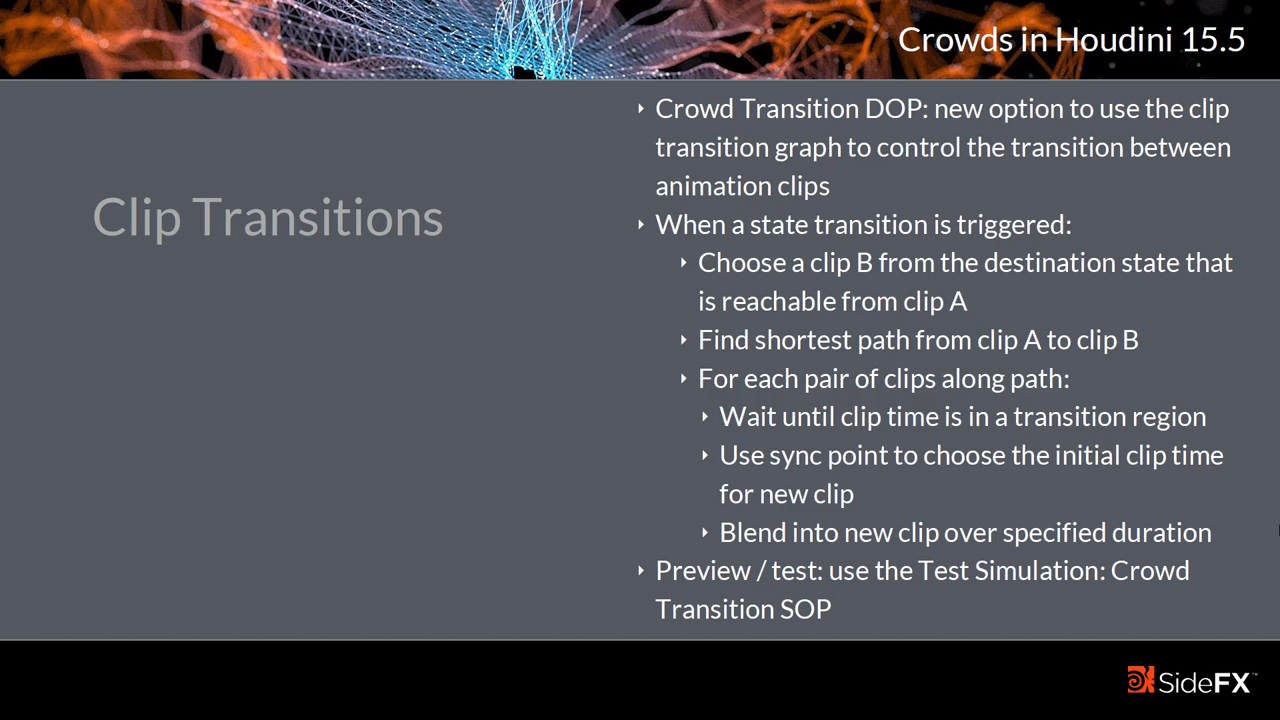 Crowds in Houdini 15.5
Clip Transitions
Crowd Transition DOP: new option to use the clip
transition graph to control the transition between
animation clips
When a state transition is triggered:
Choose a clip B from the destination state that
is reachable from clip A
Find shortest path from clip A to clip B
For each pair of clips along path:
Wait until clip time is in a transition region
Use sync point to choose the initial clip time
for new clip
Blend into new clip over specified duration
Preview / test: use the Test Simulation: Crowd
Transition SOP
SideFX™